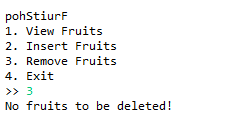 pohStiurF
1. View Fruits
2. Insert Fruits
3. Remove Fruits
4. Exit
>> 3
No fruits to be deleted!